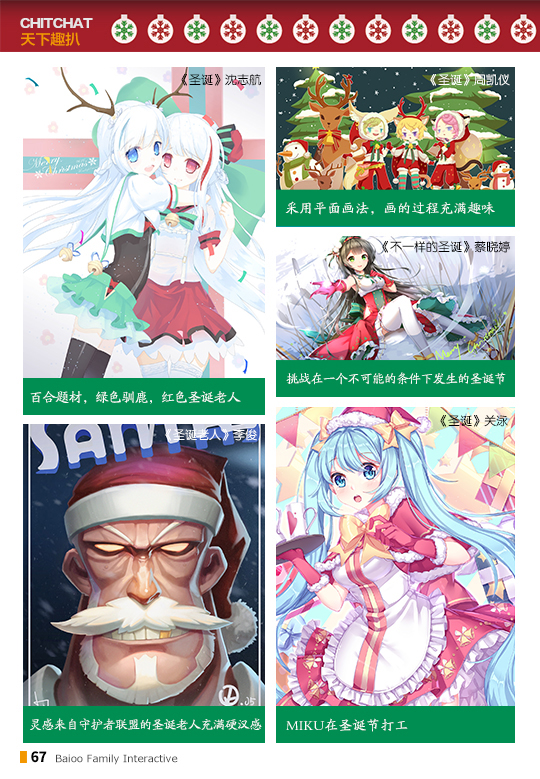 CHITCHAT
天下趣扒
《圣诞》沈志航
Merry
Christmas
百合题材，绿色驯鹿，红色圣诞老人
《圣诞》周凯仪
采用平面画法，画的过程充满趣味
《不一样的圣诞》蔡晓婷
Merry Christmas
挑战在一个不可能的条件下发生的圣诞节
《圣诞老人》李俊
灵感来自守护者联盟的圣诞老人充满硬汉感
《圣诞》关泳
MIKU在圣诞节打工
67 Baioo Family Interactive